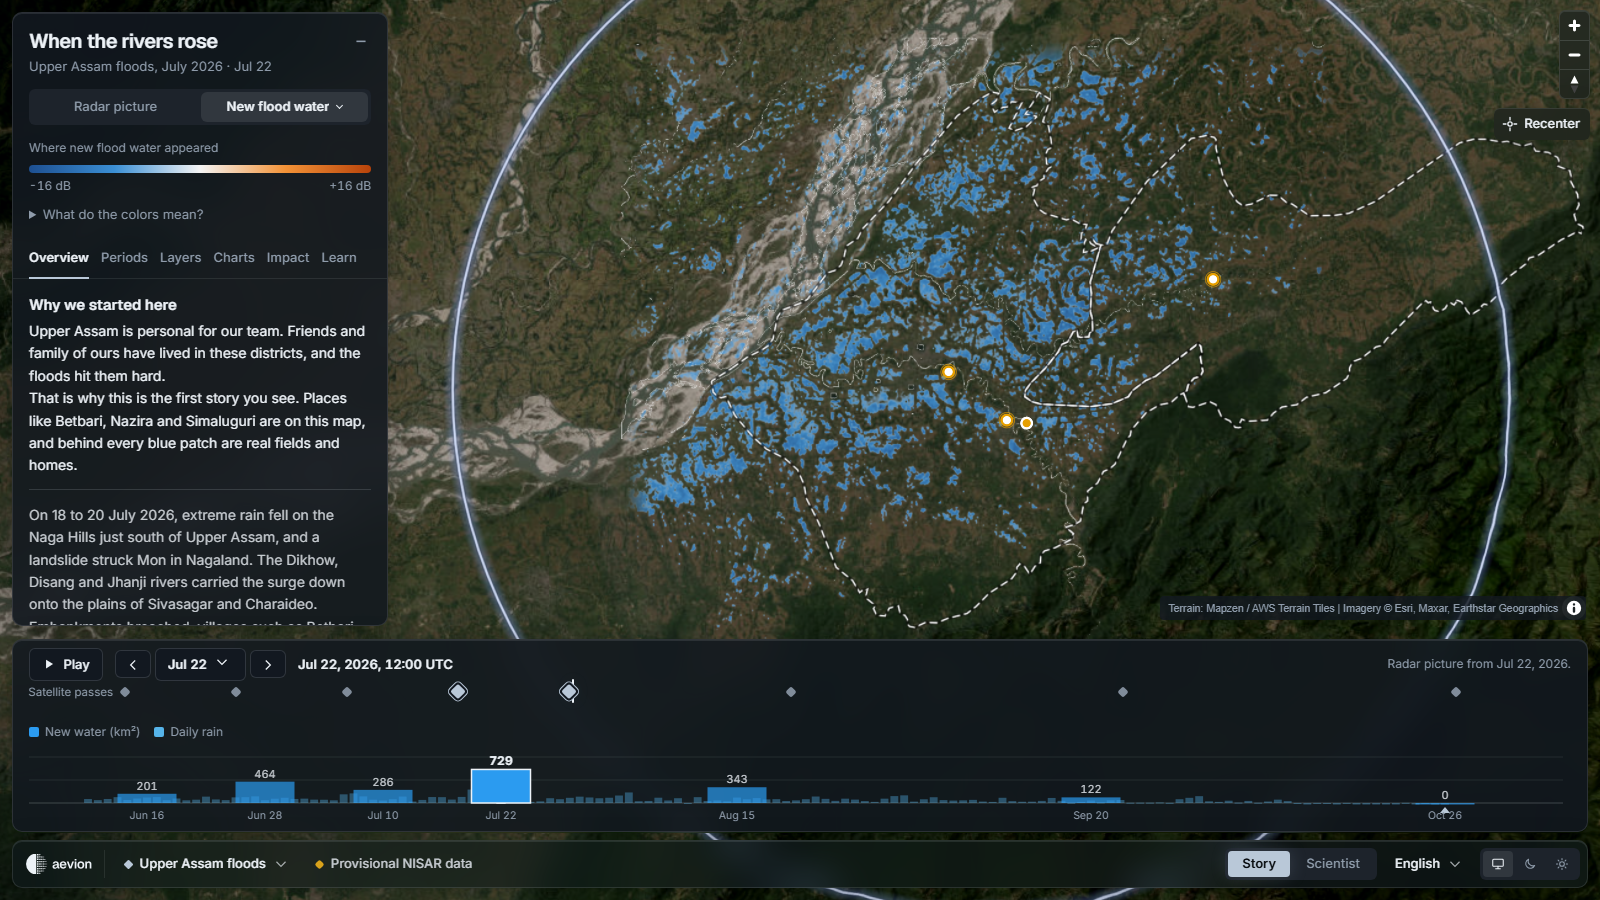 When the rivers rose
Upper Assam floods, July 2026 · Jul 22
Radar picture
New flood water
Where new flood water appeared
-16 dB
+16 dB
What do the colors mean?
Overview Periods Layers Charts Impact Learn
Why we started here
Upper Assam is personal for our team. Friends and
family of ours have lived in these districts, and the
floods hit them hard.
That is why this is the first story you see. Places
like Betbari, Nazira and Simaluguri are on this map,
and behind every blue patch are real fields and
homes.
On 18 to 20 July 2026, extreme rain fell on the
Naga Hills just south of Upper Assam, and a
landslide struck Mon in Nagaland. The Dikhow,
Disang and Jhanji rivers carried the surge down
onto the plains of Sivasagar and Charaideo.
Recenter
Terrain: Mapzen / AWS Terrain Tiles | Imagery © Esri, Maxar, Earthstar Geographics
Play
Jul 22
Jul 22, 2026, 12:00 UTC
Radar picture from Jul 22, 2026.
Satellite passes
New water (km²)
Daily rain
201 464 286 729 343 122 0
Jun 16 Jun 28 Jul 10 Jul 22 Aug 15 Sep 20 Oct 26
aevion
Upper Assam floods
Provisional NISAR data
Story
Scientist
English